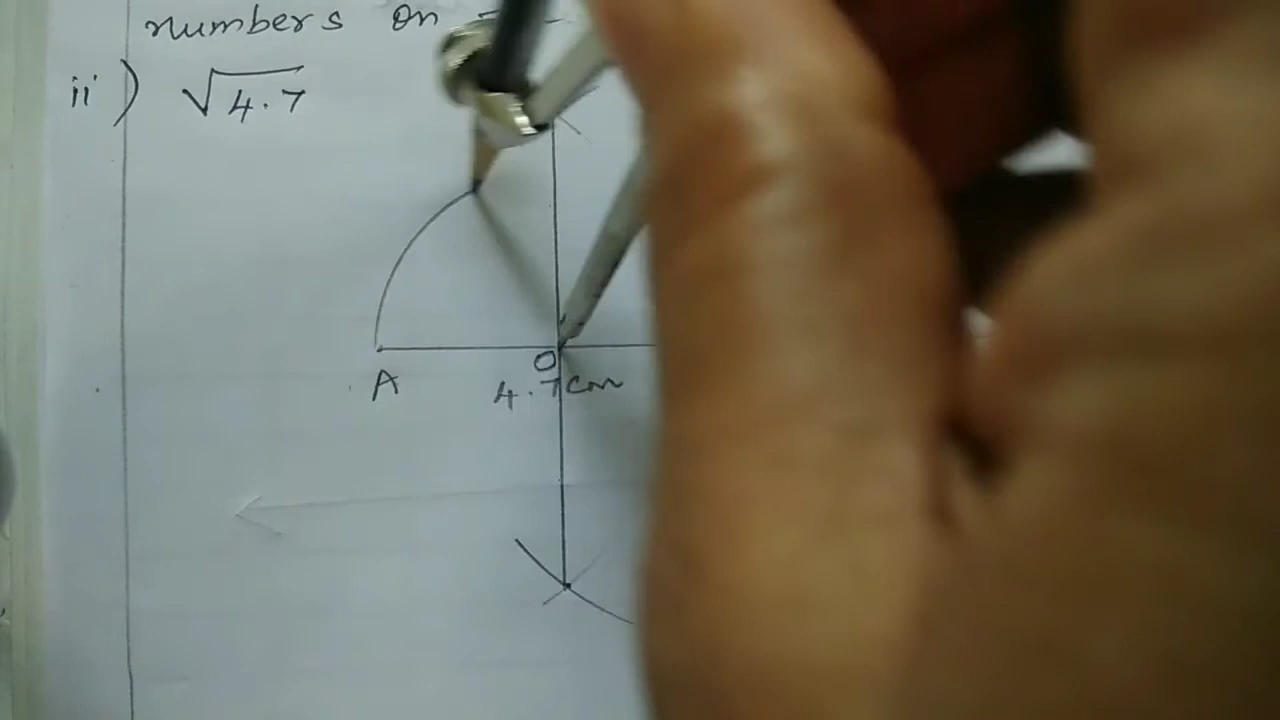 numbers on
ii) √4.7
O
A 4.7cm